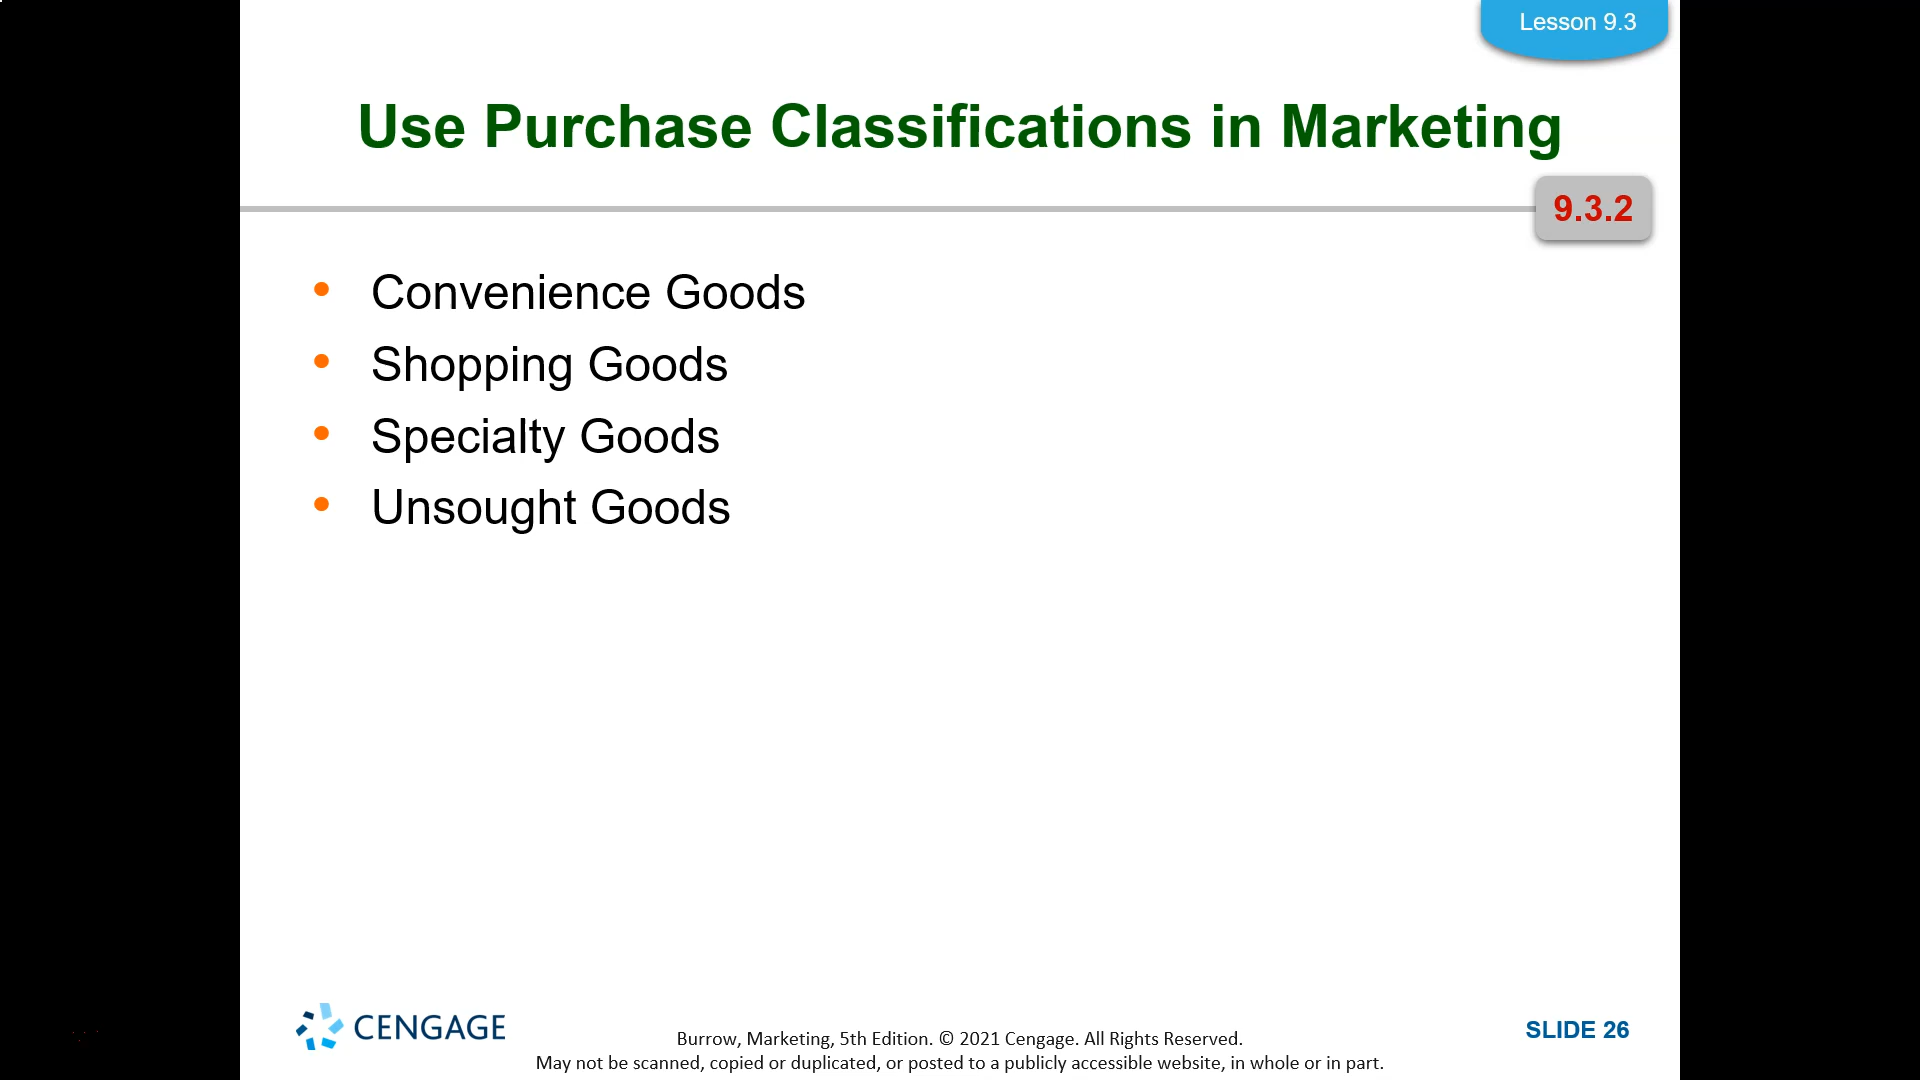 Lesson 9.3
Use Purchase Classifications in Marketing
9.3.2
• Convenience Goods
• Shopping Goods
• Specialty Goods
• Unsought Goods
CENGAGE
Burrow, Marketing, 5th Edition. © 2021 Cengage. All Rights Reserved.
May not be scanned, copied or duplicated, or posted to a publicly accessible website, in whole or in part.
SLIDE 26